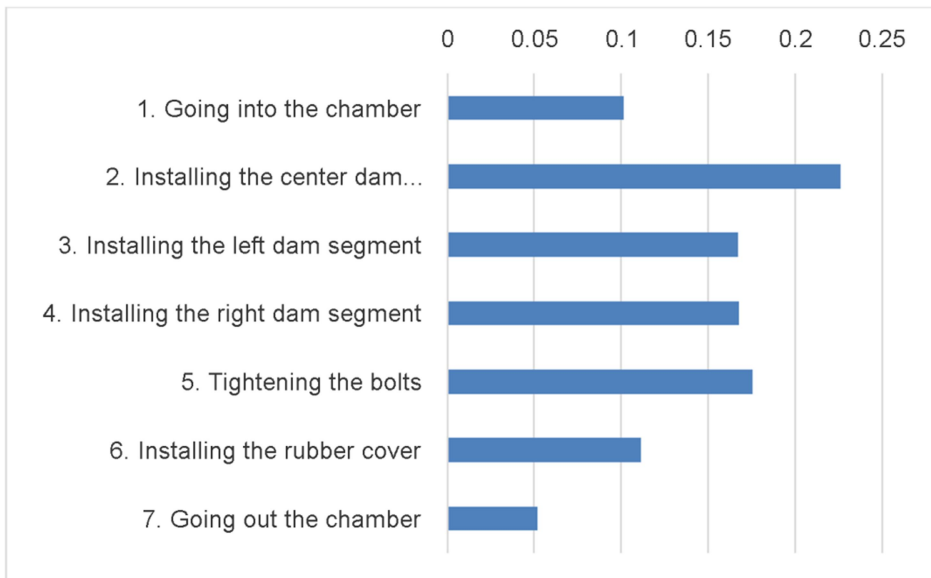 0 0.05 0.1 0.15 0.2 0.25
1. Going into the chamber
2. Installing the center dam...
3. Installing the left dam segment
4. Installing the right dam segment
5. Tightening the bolts
6. Installing the rubber cover
7. Going out the chamber